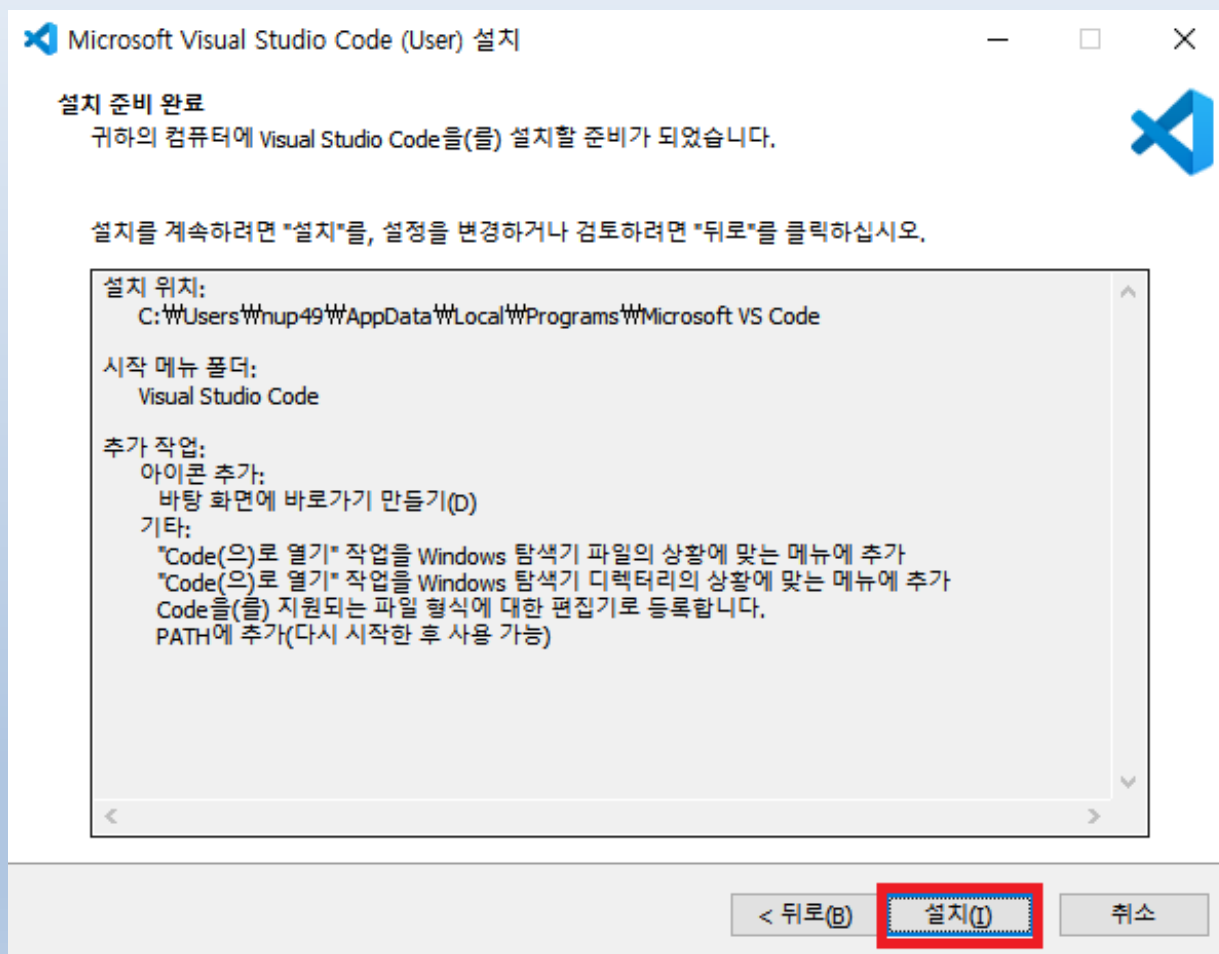 Microsoft Visual Studio Code (User) 설치
설치 준비 완료
귀하의 컴퓨터에 Visual Studio Code을(를) 설치할 준비가 되었습니다.
설치를 계속하려면 "설치"를, 설정을 변경하거나 검토하려면 "뒤로"를 클릭하십시오.
설치 위치:
C:₩Users₩nup49₩AppData₩Local₩Programs₩Microsoft VS Code
시작 메뉴 폴더:
Visual Studio Code
추가 작업:
아이콘 추가:
바탕 화면에 바로가기 만들기(D)
기타:
"Code(으)로 열기" 작업을 Windows 탐색기 파일의 상황에 맞는 메뉴에 추가
"Code(으)로 열기" 작업을 Windows 탐색기 디렉터리의 상황에 맞는 메뉴에 추가
Code을(를) 지원되는 파일 형식에 대한 편집기로 등록합니다.
PATH에 추가(다시 시작한 후 사용 가능)
< 뒤로(B) 설치(I) 취소